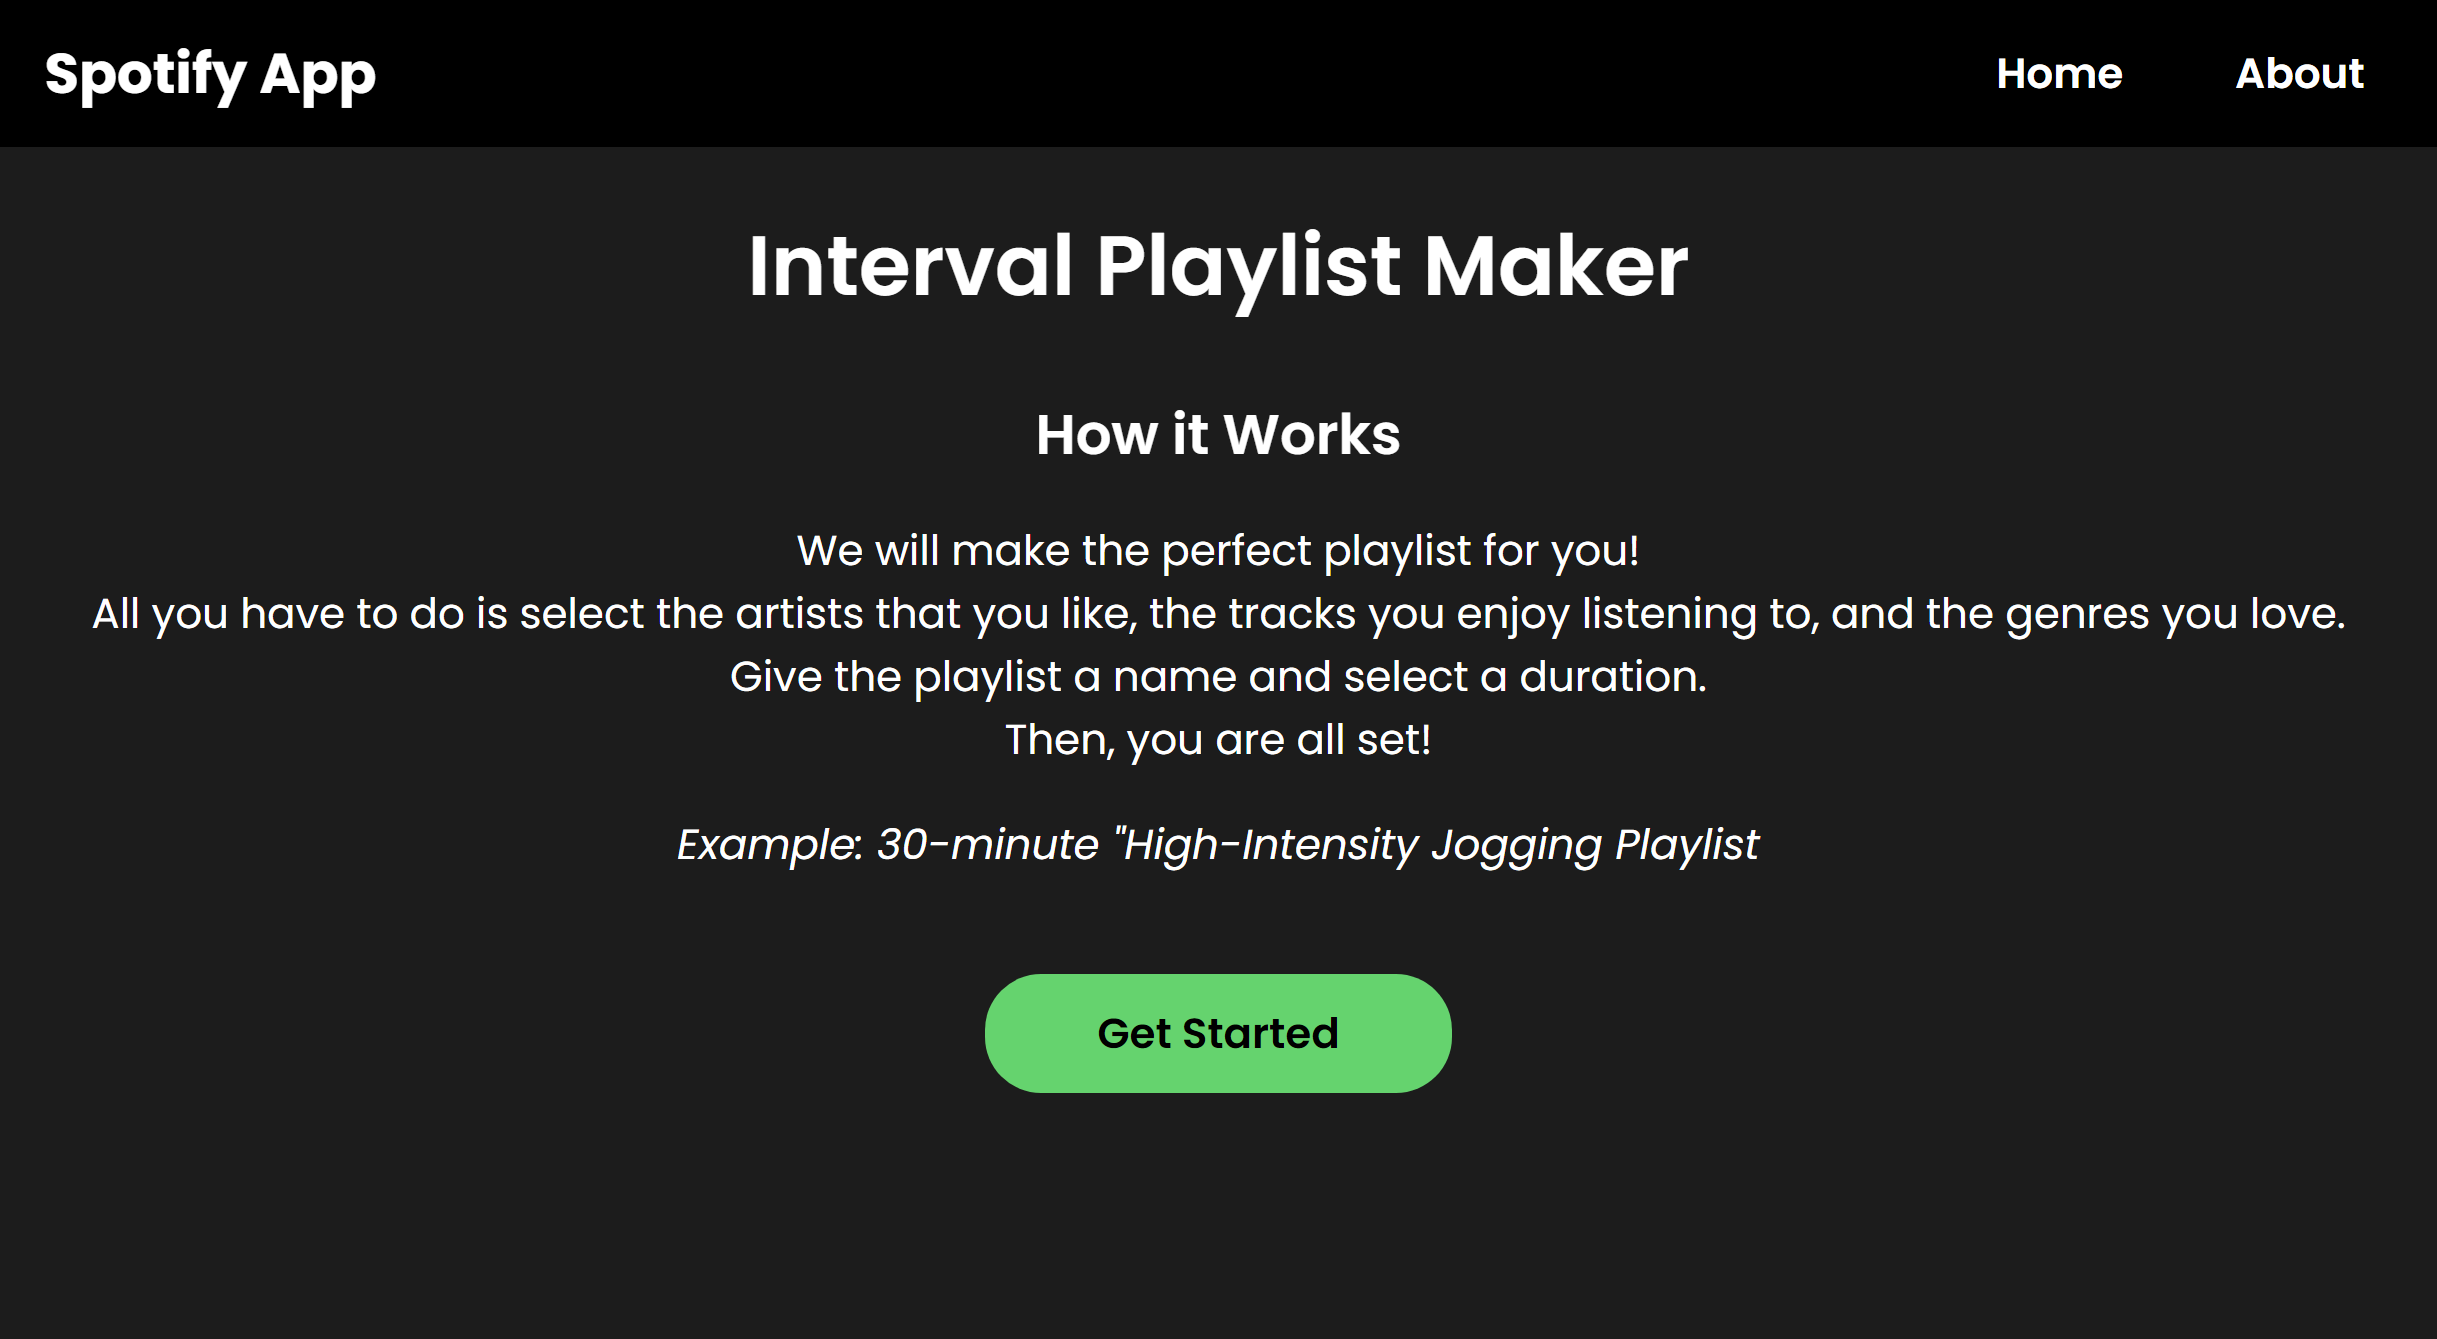 Spotify App
Home
About
Interval Playlist Maker
How it Works
We will make the perfect playlist for you!
All you have to do is select the artists that you like, the tracks you enjoy listening to, and the genres you love.
Give the playlist a name and select a duration.
Then, you are all set!
Example: 30-minute "High-Intensity Jogging Playlist
Get Started